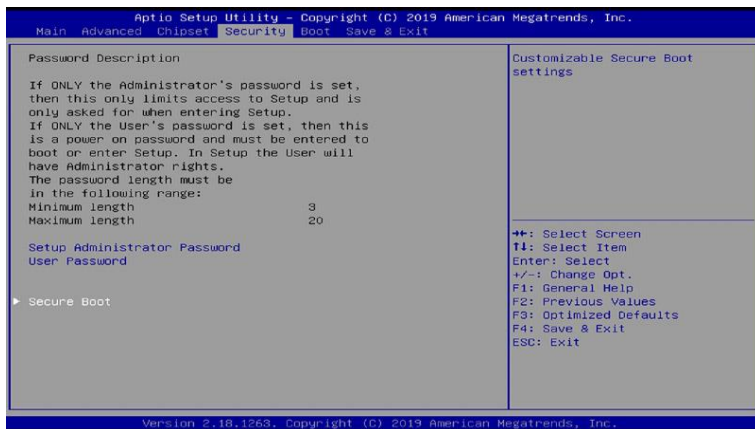 Aptio Setup Utility – Copyright (C) 2019 American Megatrends, Inc.
Main Advanced Chipset Security Boot Save & Exit
Password Description
If ONLY the Administrator's password is set,
then this only limits access to Setup and is
only asked for when entering Setup.
If ONLY the User's password is set, then this
is a power on password and must be entered to
boot or enter Setup. In Setup the User will
have Administrator rights.
The password length must be
in the following range:
Minimum length 3
Maximum length 20
Setup Administrator Password
User Password
► Secure Boot
Customizable Secure Boot
settings
→←: Select Screen
↑↓: Select Item
Enter: Select
+/-: Change Opt.
F1: General Help
F2: Previous Values
F3: Optimized Defaults
F4: Save & Exit
ESC: Exit
Version 2.18.1263. Copyright (C) 2019 American Megatrends, Inc.